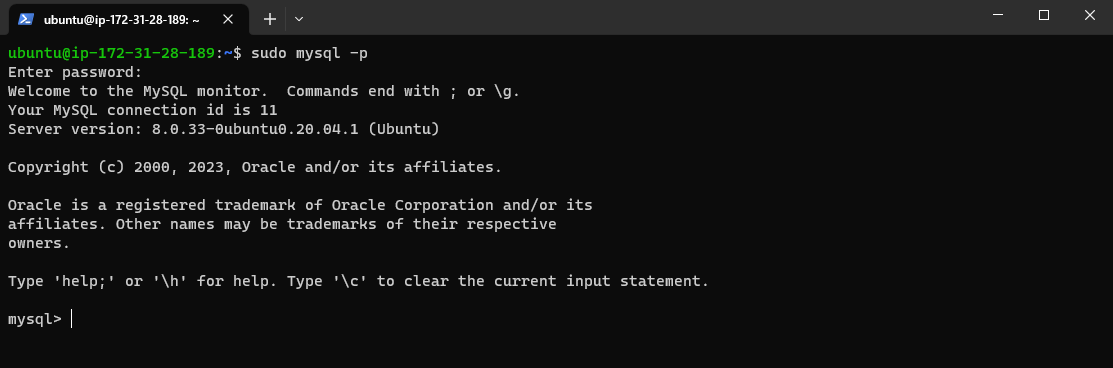 ubuntu@ip-172-31-28-189: ~
ubuntu@ip-172-31-28-189:~$ sudo mysql -p
Enter password:
Welcome to the MySQL monitor.  Commands end with ; or \g.
Your MySQL connection id is 11
Server version: 8.0.33-0ubuntu0.20.04.1 (Ubuntu)

Copyright (c) 2000, 2023, Oracle and/or its affiliates.

Oracle is a registered trademark of Oracle Corporation and/or its
affiliates. Other names may be trademarks of their respective
owners.

Type 'help;' or '\h' for help. Type '\c' to clear the current input statement.

mysql>